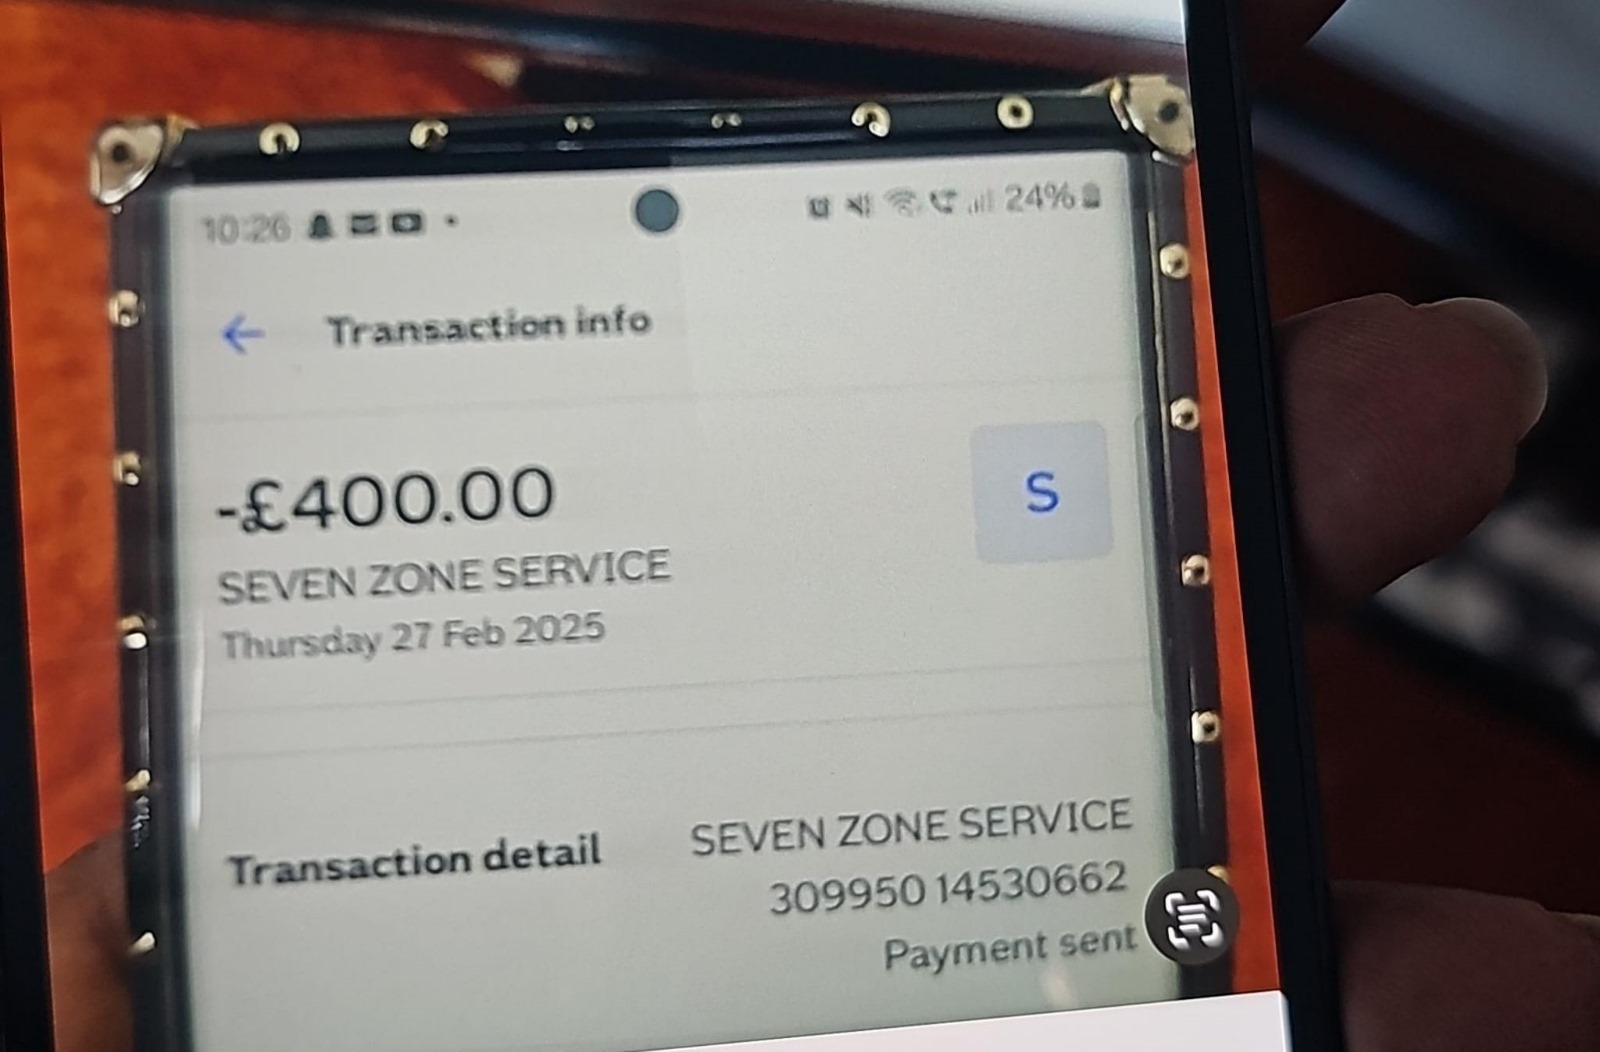 10:26
24%
Transaction info
-£400.00
S
SEVEN ZONE SERVICE
Thursday 27 Feb 2025
Transaction detail
SEVEN ZONE SERVICE
309950 14530662
Payment sent